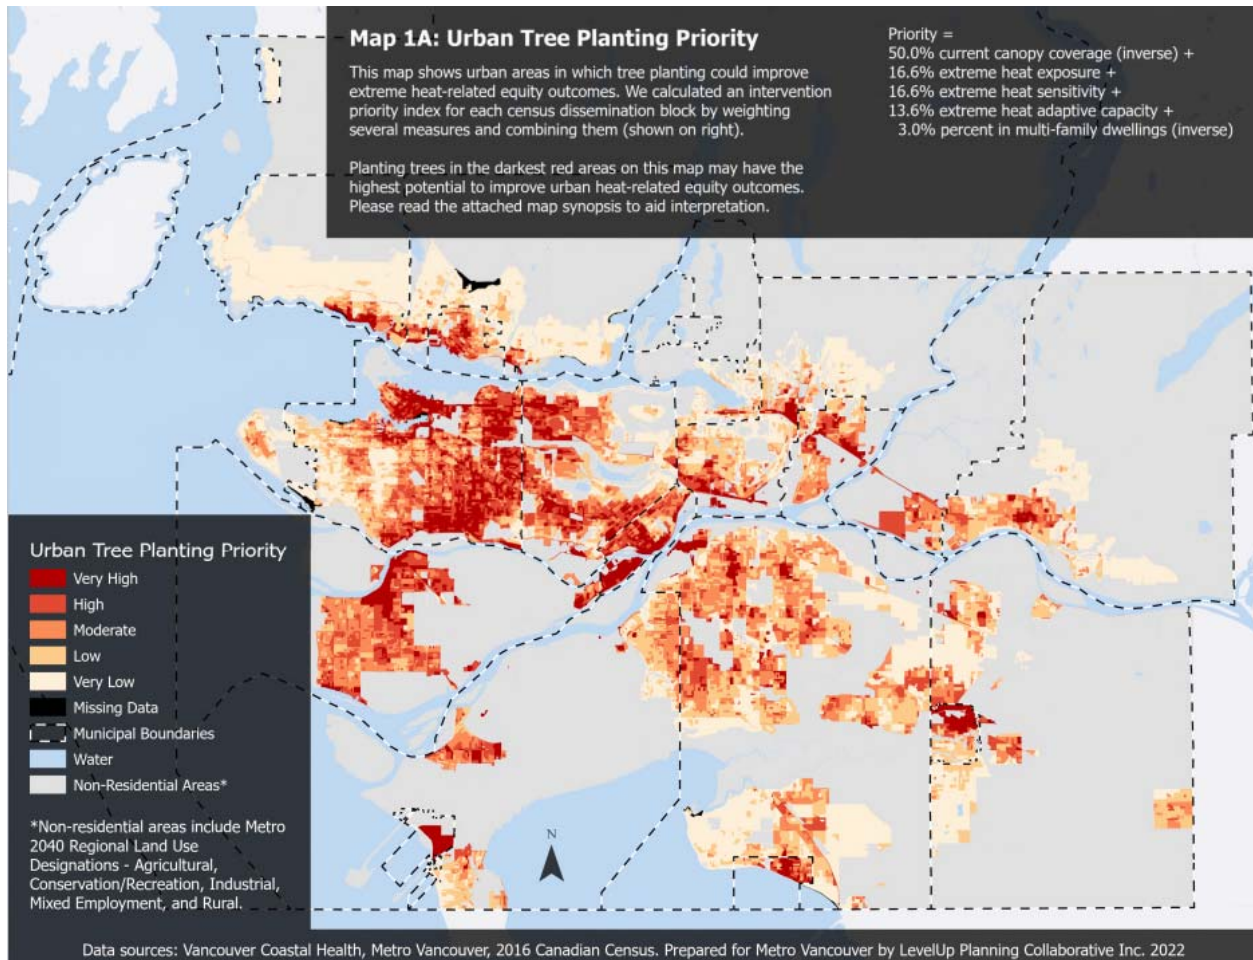 Map 1A: Urban Tree Planting Priority
This map shows urban areas in which tree planting could improve
extreme heat-related equity outcomes. We calculated an intervention
priority index for each census dissemination block by weighting
several measures and combining them (shown on right).
Planting trees in the darkest red areas on this map may have the
highest potential to improve urban heat-related equity outcomes.
Please read the attached map synopsis to aid interpretation.
Priority =
50.0% current canopy coverage (inverse) +
16.6% extreme heat exposure +
16.6% extreme heat sensitivity +
13.6% extreme heat adaptive capacity +
3.0% percent in multi-family dwellings (inverse)
Urban Tree Planting Priority
Very High
High
Moderate
Low
Very Low
Missing Data
Municipal Boundaries
Water
Non-Residential Areas*
*Non-residential areas include Metro
2040 Regional Land Use
Designations - Agricultural,
Conservation/Recreation, Industrial,
Mixed Employment, and Rural.
N
Data sources: Vancouver Coastal Health, Metro Vancouver, 2016 Canadian Census. Prepared for Metro Vancouver by LevelUp Planning Collaborative Inc. 2022